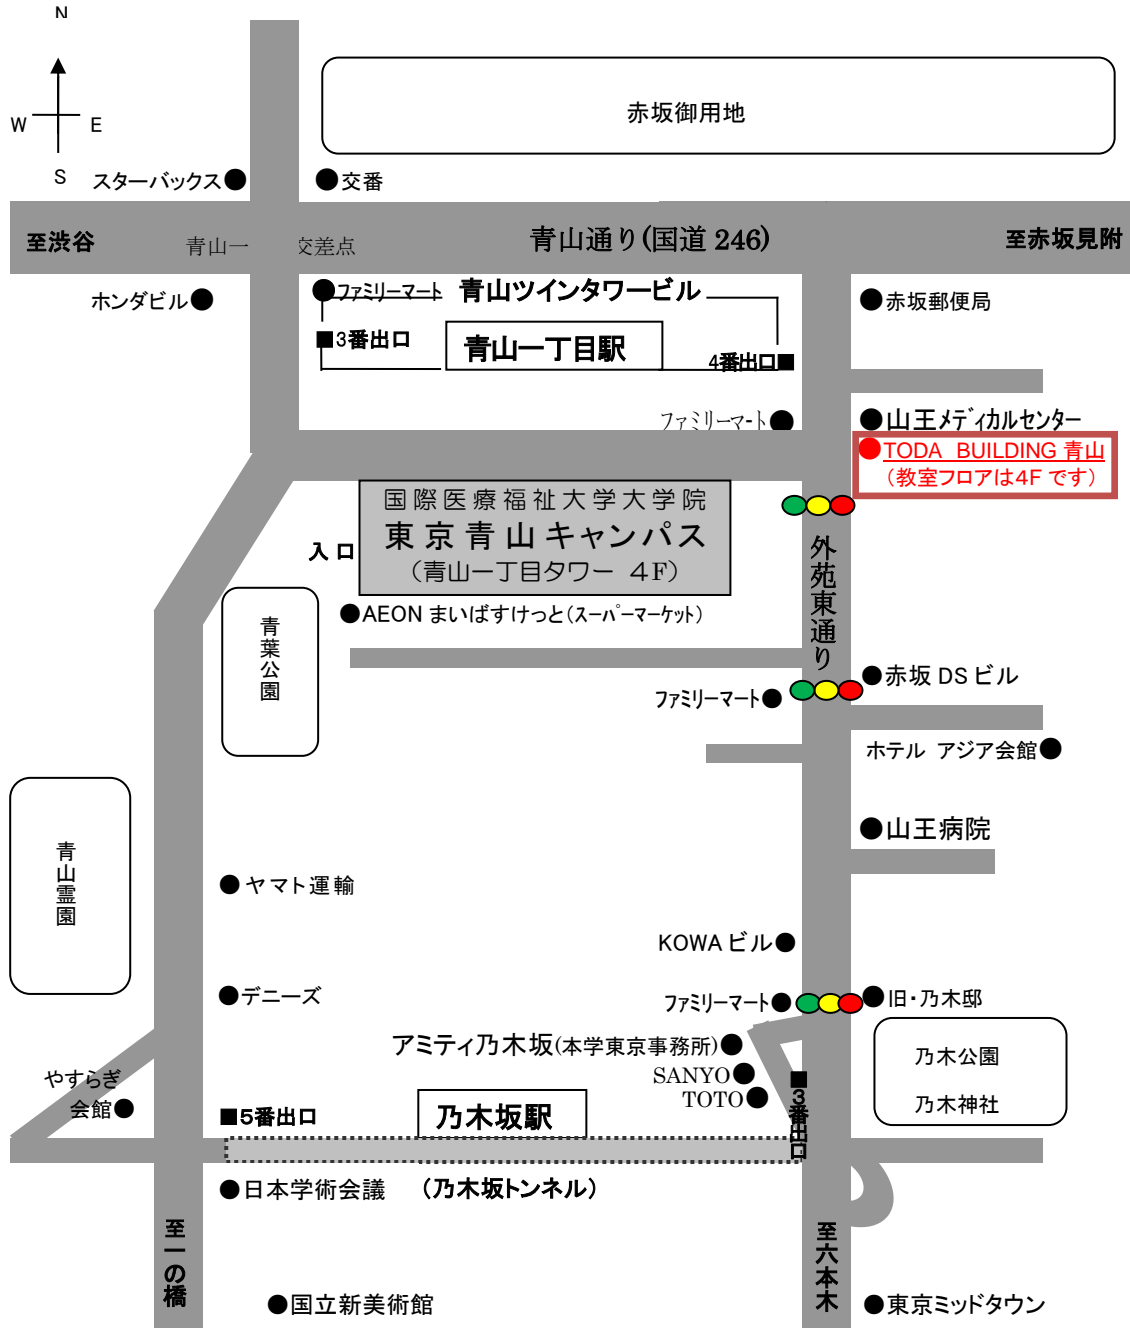 N
W E
S
赤坂御用地
スターバックス
交番
至渋谷
青山一 交差点
青山通り(国道 246)
至赤坂見附
ホンダビル
ファミリーマート
青山ツインタワービル
赤坂郵便局
■3番出口
青山一丁目駅
4番出口■
ファミリーマート
山王メディカルセンター
TODA BUILDING 青山
(教室フロアは4F です)
国際医療福祉大学大学院
東京青山キャンパス
(青山一丁目タワー 4F)
入口
外苑東通り
AEON まいばすけっと(スーパーマーケット)
青葉公園
赤坂 DS ビル
ファミリーマート
ホテル アジア会館
青山霊園
山王病院
ヤマト運輸
KOWA ビル
デニーズ
ファミリーマート
旧・乃木邸
アミティ乃木坂(本学東京事務所)
SANYO
TOTO
■3番出口
乃木公園
乃木神社
やすらぎ
会館
■5番出口
乃木坂駅
日本学術会議
(乃木坂トンネル)
至一の橋
至六本木
国立新美術館
東京ミッドタウン